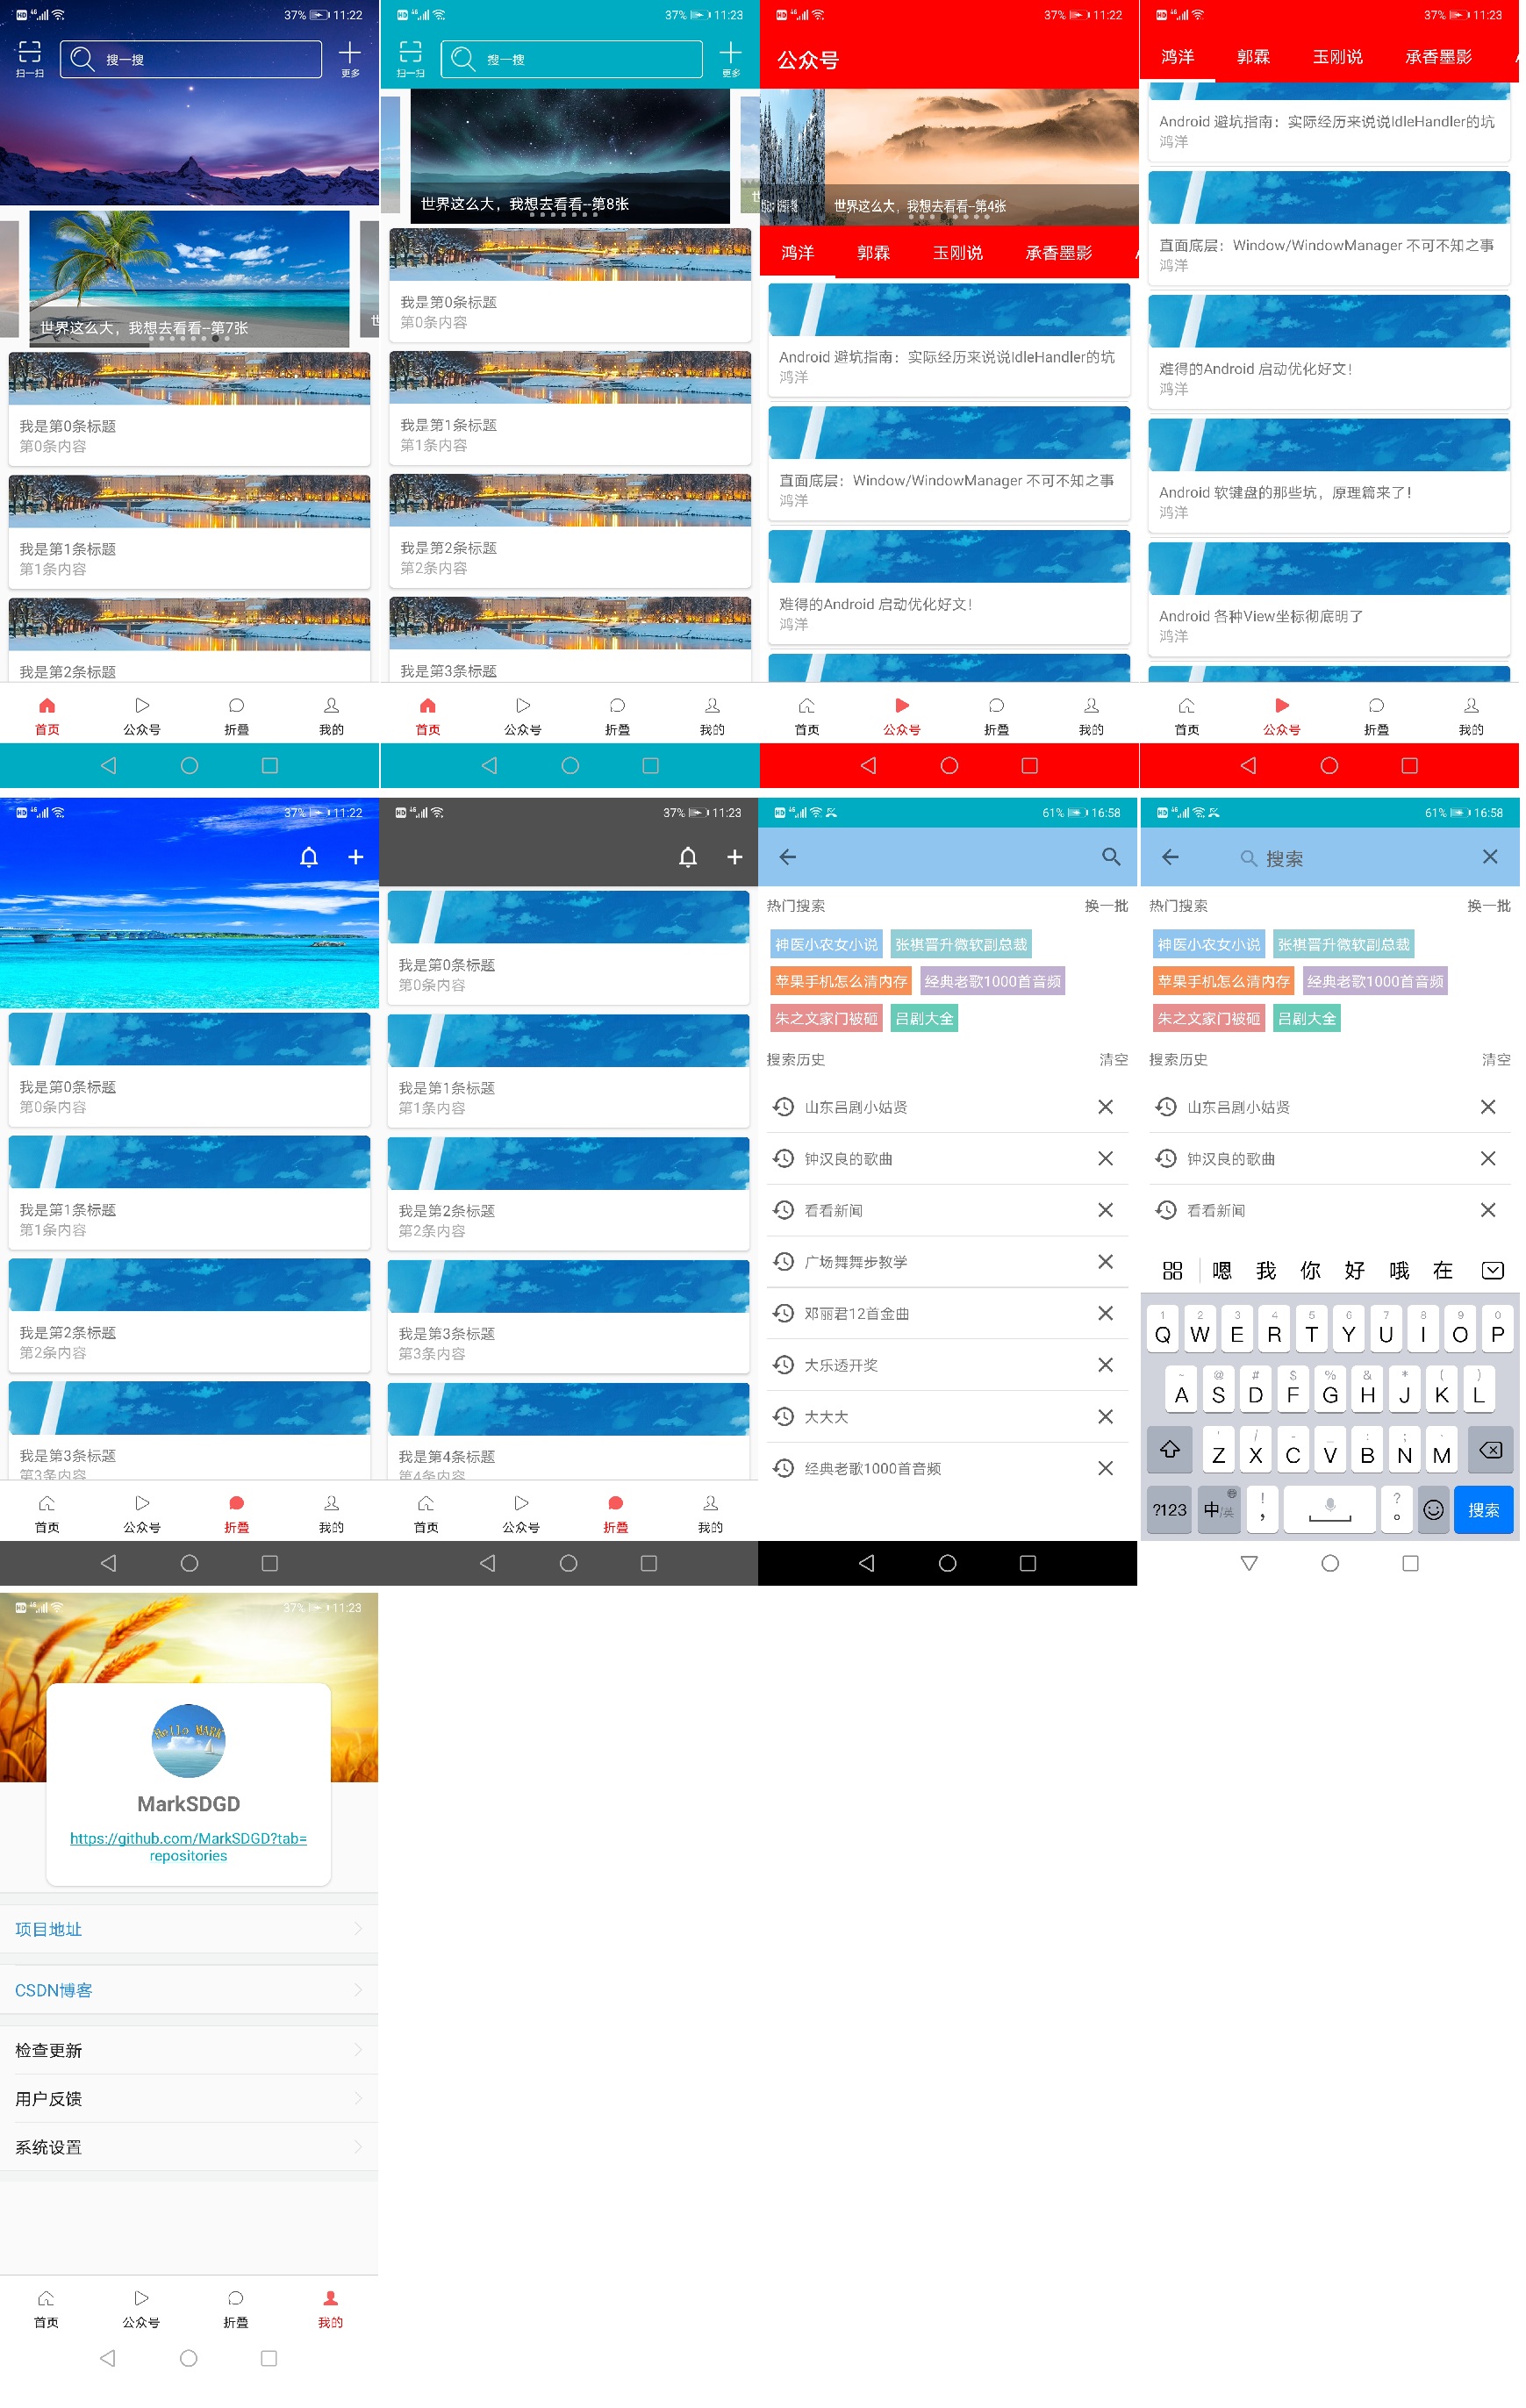 37% 11:22
扫一扫
搜一搜
更多
世界这么大，我想去看看--第7张
我是第0条标题
第0条内容
我是第1条标题
第1条内容
我是第2条标题
首页 公众号 折叠 我的
37% 11:23
扫一扫
搜一搜
更多
世界这么大，我想去看看--第8张
我是第0条标题
第0条内容
我是第1条标题
第1条内容
我是第2条标题
第2条内容
我是第3条标题
首页 公众号 折叠 我的
37% 11:22
公众号
世界这么大，我想去看看--第4张
鸿洋 郭霖 玉刚说 承香墨影
Android 避坑指南：实际经历来说说IdleHandler的坑
鸿洋
直面底层：Window/WindowManager 不可不知之事
鸿洋
难得的Android 启动优化好文！
鸿洋
首页 公众号 折叠 我的
37% 11:23
鸿洋 郭霖 玉刚说 承香墨影
Android 避坑指南：实际经历来说说IdleHandler的坑
鸿洋
直面底层：Window/WindowManager 不可不知之事
鸿洋
难得的Android 启动优化好文！
鸿洋
Android 软键盘的那些坑，原理篇来了！
鸿洋
Android 各种View坐标彻底明了
鸿洋
首页 公众号 折叠 我的
37% 11:22
我是第0条标题
第0条内容
我是第1条标题
第1条内容
我是第2条标题
第2条内容
我是第3条标题
第3条内容
首页 公众号 折叠 我的
37% 11:23
我是第0条标题
第0条内容
我是第1条标题
第1条内容
我是第2条标题
第2条内容
我是第3条标题
第3条内容
我是第4条标题
第4条内容
首页 公众号 折叠 我的
61% 16:58
热门搜索 换一批
神医小农女小说 张祺晋升微软副总裁
苹果手机怎么清内存 经典老歌1000首音频
朱之文家门被砸 吕剧大全
搜索历史 清空
山东吕剧小姑贤
钟汉良的歌曲
看看新闻
广场舞舞步教学
邓丽君12首金曲
大乐透开奖
大大大
经典老歌1000首音频
61% 16:58
搜索
热门搜索 换一批
神医小农女小说 张祺晋升微软副总裁
苹果手机怎么清内存 经典老歌1000首音频
朱之文家门被砸 吕剧大全
搜索历史 清空
山东吕剧小姑贤
钟汉良的歌曲
看看新闻
嗯 我 你 好 哦 在
1 2 3 4 5 6 7 8 9 0
Q W E R T Y U I O P
~ @ # $ % & * ( )
A S D F G H J K L
' / - _ : ; ·
Z X C V B N M
?123 中/英 ！， ？。 搜索
37% 11:23
Hello MARK
MarkSDGD
https://github.com/MarkSDGD?tab=
repositories
项目地址
CSDN博客
检查更新
用户反馈
系统设置
首页 公众号 折叠 我的